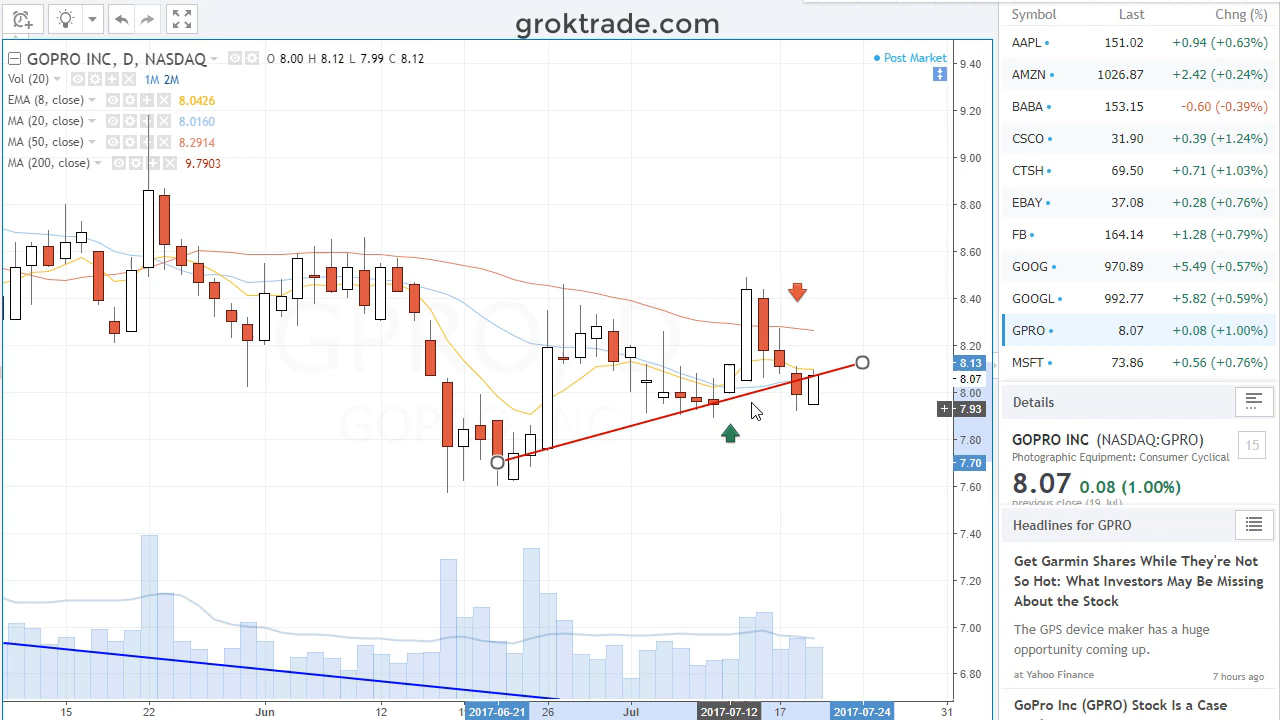 groktrade.com
GOPRO INC, D, NASDAQ O 8.00 H 8.12 L 7.99 C 8.12
Vol (20) 1M 2M
EMA (8, close) 8.0426
MA (20, close) 8.0160
MA (50, close) 8.2914
MA (200, close) 9.7903
Post Market
GPRO, D
GOPRO INC
9.40
9.20
9.00
8.80
8.60
8.40
8.20
8.13
8.07
8.00
7.93
7.80
7.70
7.60
7.40
7.20
7.00
6.80
15 22 Jun 12 2017-06-21 26 Jul 2017-07-12 17 2017-07-24 31
Symbol Last Chng (%)
AAPL 151.02 +0.94 (+0.63%)
AMZN 1026.87 +2.42 (+0.24%)
BABA 153.15 -0.60 (-0.39%)
CSCO 31.90 +0.39 (+1.24%)
CTSH 69.50 +0.71 (+1.03%)
EBAY 37.08 +0.28 (+0.76%)
FB 164.14 +1.28 (+0.79%)
GOOG 970.89 +5.49 (+0.57%)
GOOGL 992.77 +5.82 (+0.59%)
GPRO 8.07 +0.08 (+1.00%)
MSFT 73.86 +0.56 (+0.76%)
Details
GOPRO INC (NASDAQ:GPRO)
Photographic Equipment: Consumer Cyclical
15
8.07 0.08 (1.00%)
previous close (19 Jul)
Headlines for GPRO
Get Garmin Shares While They're Not
So Hot: What Investors May Be Missing
About the Stock
The GPS device maker has a huge
opportunity coming up.
at Yahoo Finance 7 hours ago
GoPro (GPRO) Stock Is a Case